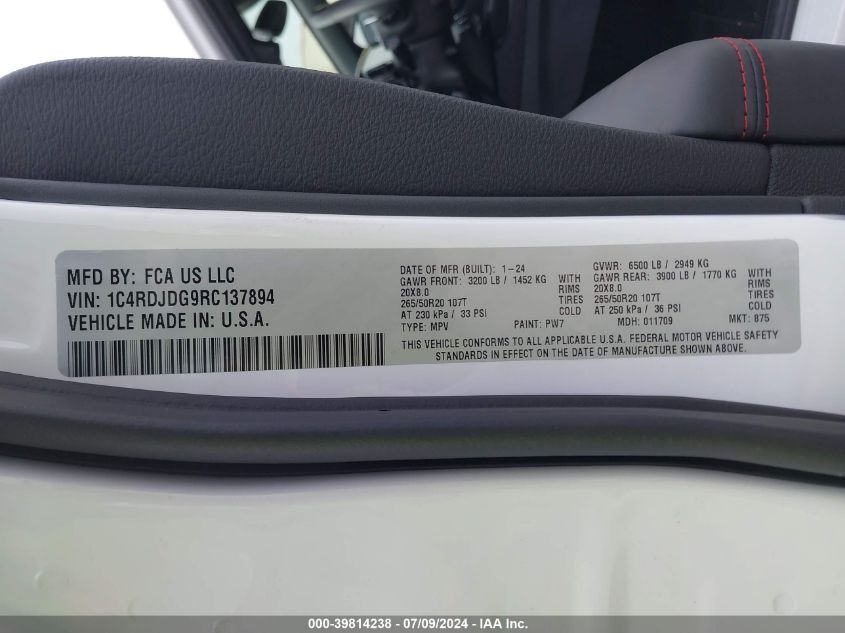 MFD BY: FCA US LLC
VIN: 1C4RDJDG9RC137894
VEHICLE MADE IN: U.S.A.
DATE OF MFR (BUILT): 1-24
GAWR FRONT: 3200 LB / 1452 KG
20X8.0 RIMS
265/50R20 107T TIRES
AT 230 kPa / 33 PSI COLD
TYPE: MPV PAINT: PW7
GVWR: 6500 LB / 2949 KG
GAWR REAR: 3900 LB / 1770 KG
WITH
20X8.0 RIMS
WITH
265/50R20 107T TIRES
AT 250 kPa / 36 PSI COLD
MDH: 011709 MKT: 875
THIS VEHICLE CONFORMS TO ALL APPLICABLE U.S.A. FEDERAL MOTOR VEHICLE SAFETY
STANDARDS IN EFFECT ON THE DATE OF MANUFACTURE SHOWN ABOVE.
000-39814238 - 07/09/2024 - IAA Inc.